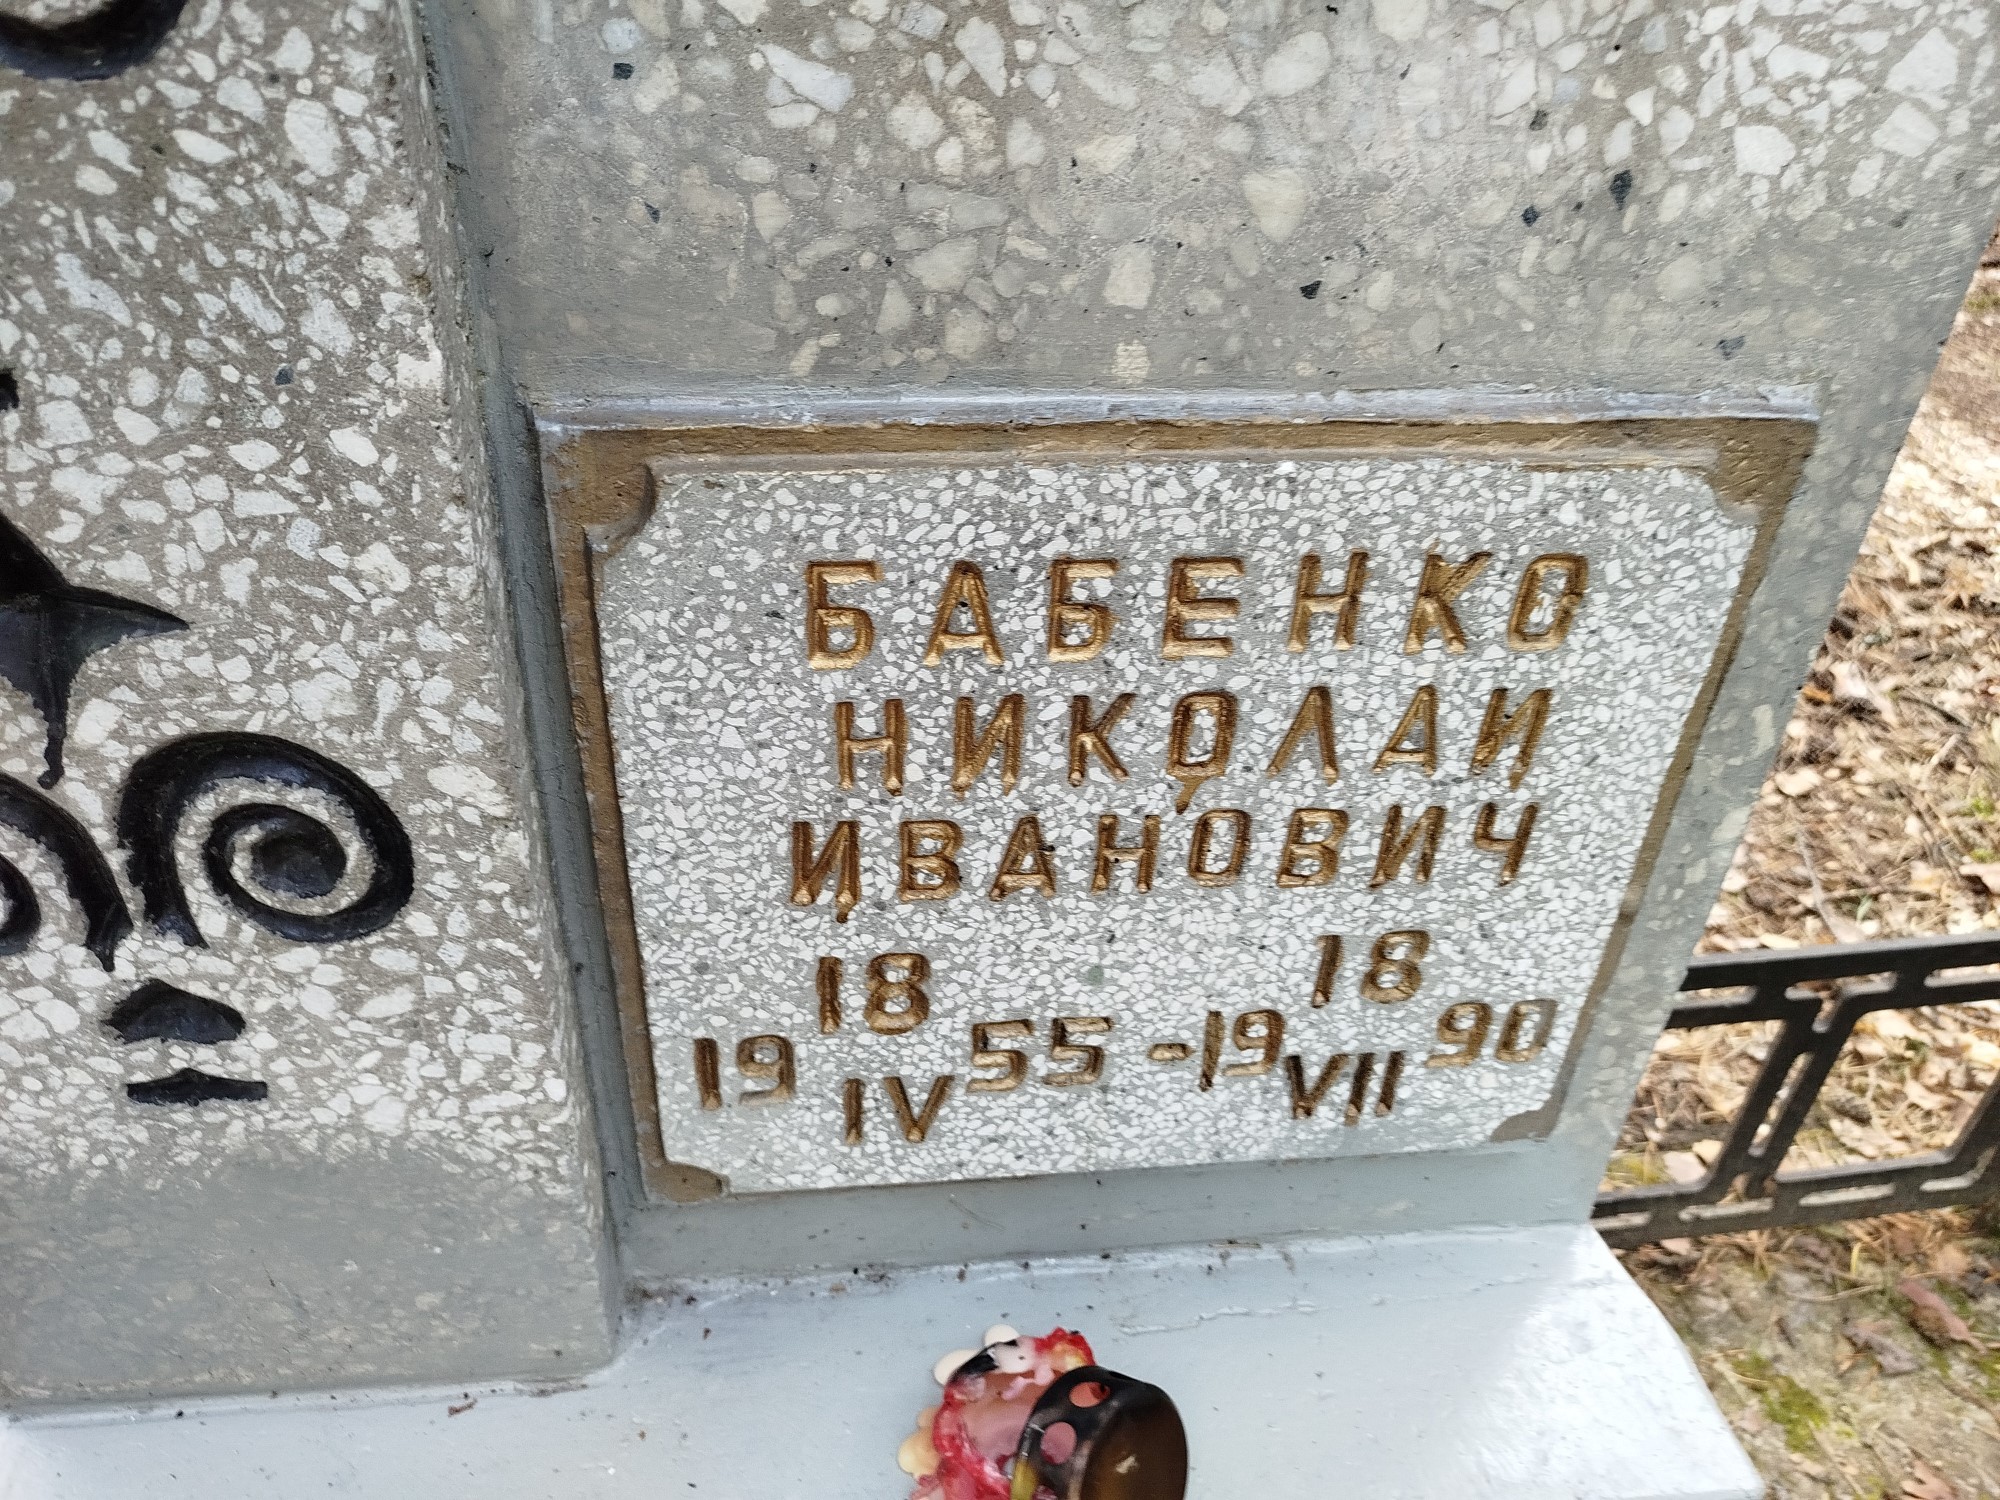 БАБЕНКО
НИКОЛАИ
ИВАНОВИЧ
19 18 IV 55 - 19 18 VII 90